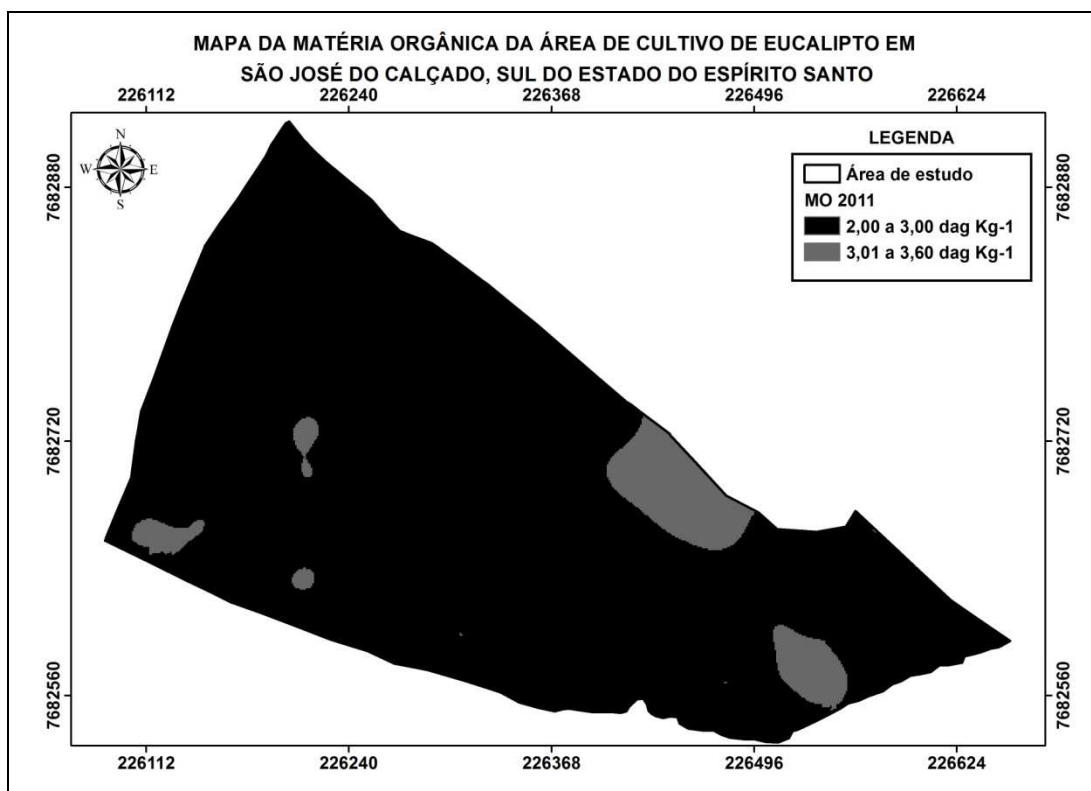 MAPA DA MATÉRIA ORGÂNICA DA ÁREA DE CULTIVO DE EUCALIPTO EM
SÃO JOSÉ DO CALÇADO, SUL DO ESTADO DO ESPÍRITO SANTO
226112 226240 226368 226496 226624
N
W E
S
LEGENDA
Área de estudo
MO 2011
2,00 a 3,00 dag Kg-1
3,01 a 3,60 dag Kg-1
7682880 7682880
7682720 7682720
7682560 7682560
226112 226240 226368 226496 226624